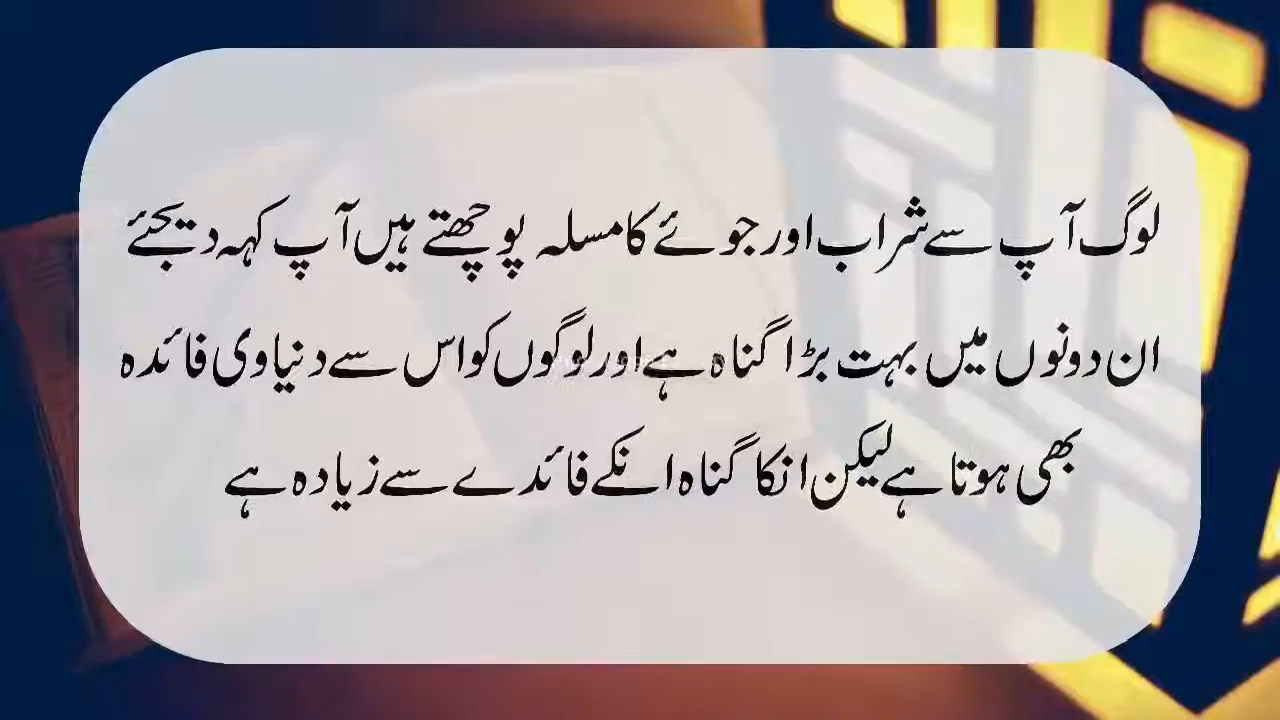 لوگ آپ سے شراب اور جوئے کا مسلہ پوچھتے ہیں آپ کہہ دیجئے
ان دونوں میں بہت بڑا گناہ ہے اور لوگوں کو اس سے دنیاوی فائدہ
بھی ہوتا ہے لیکن انکا گناہ انکے فائدے سے زیادہ ہے